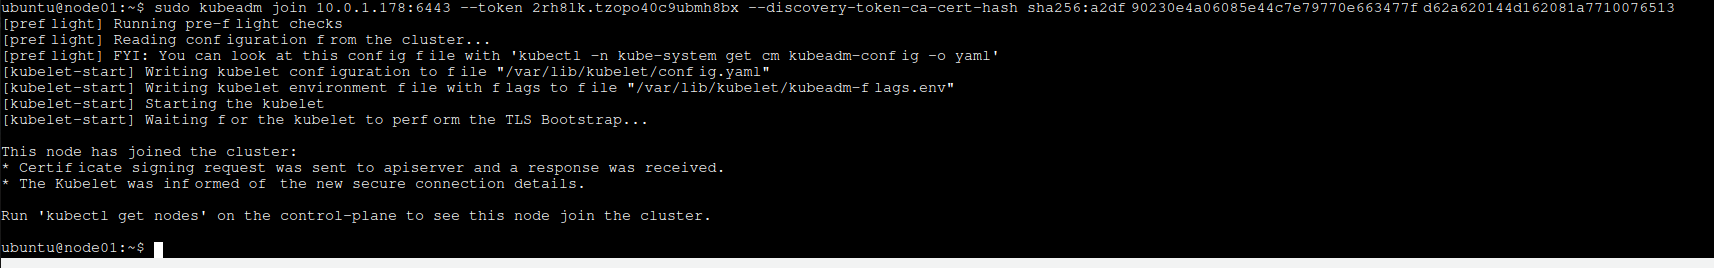 ubuntu@node01:~$ sudo kubeadm join 10.0.1.178:6443 --token 2rh8lk.tzopo40c9ubmh8bx --discovery-token-ca-cert-hash sha256:a2df90230e4a06085e44c7e79770e663477fd62a620144d162081a7710076513
[preflight] Running pre-flight checks
[preflight] Reading configuration from the cluster...
[preflight] FYI: You can look at this config file with 'kubectl -n kube-system get cm kubeadm-config -o yaml'
[kubelet-start] Writing kubelet configuration to file "/var/lib/kubelet/config.yaml"
[kubelet-start] Writing kubelet environment file with flags to file "/var/lib/kubelet/kubeadm-flags.env"
[kubelet-start] Starting the kubelet
[kubelet-start] Waiting for the kubelet to perform the TLS Bootstrap...
This node has joined the cluster:
* Certificate signing request was sent to apiserver and a response was received.
* The Kubelet was informed of the new secure connection details.
Run 'kubectl get nodes' on the control-plane to see this node join the cluster.
ubuntu@node01:~$